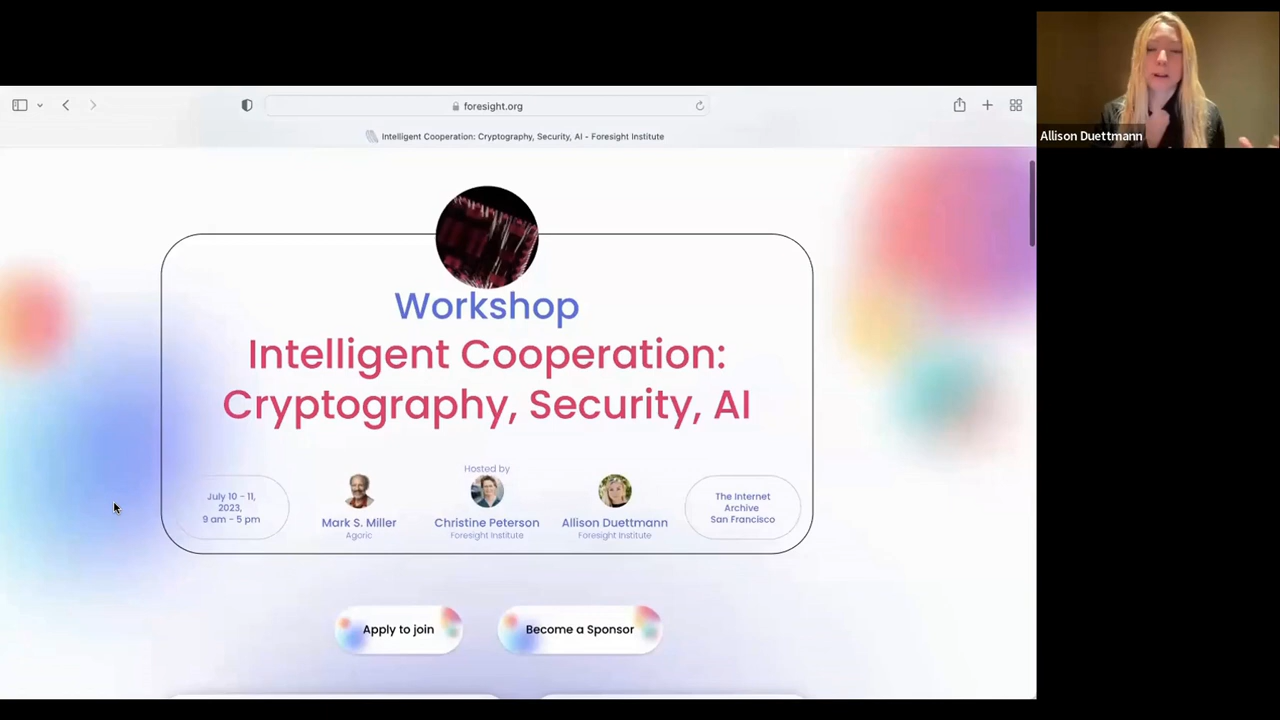 foresight.org
Intelligent Cooperation: Cryptography, Security, AI - Foresight Institute
Allison Duettmann
Workshop
Intelligent Cooperation:
Cryptography, Security, AI
Hosted by
July 10 - 11,
2023,
9 am - 5 pm
Mark S. Miller
Agoric
Christine Peterson
Foresight Institute
Allison Duettmann
Foresight Institute
The Internet
Archive
San Francisco
Apply to join
Become a Sponsor